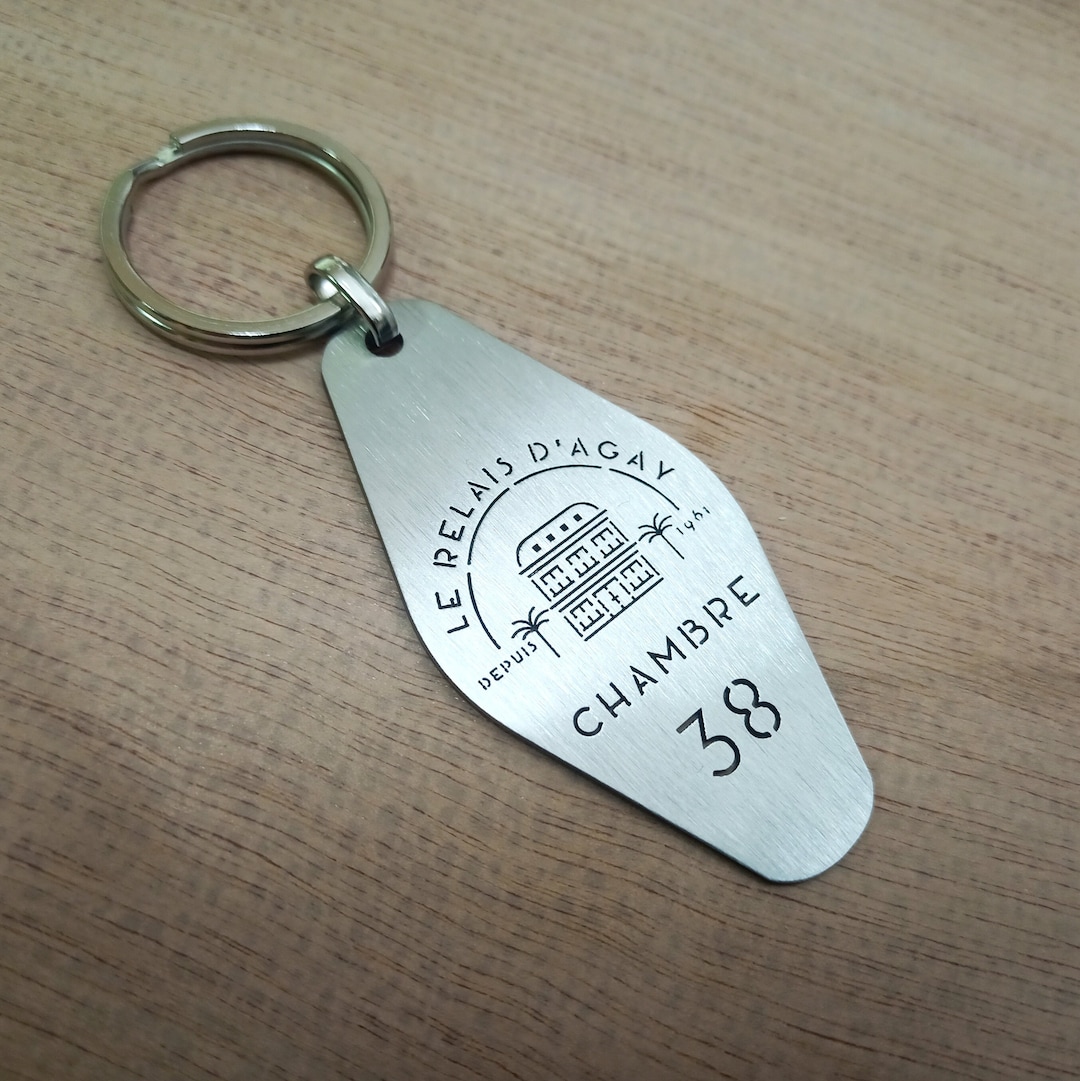 LE RELAIS D'AGAY
DEPUIS 1961
CHAMBRE
38